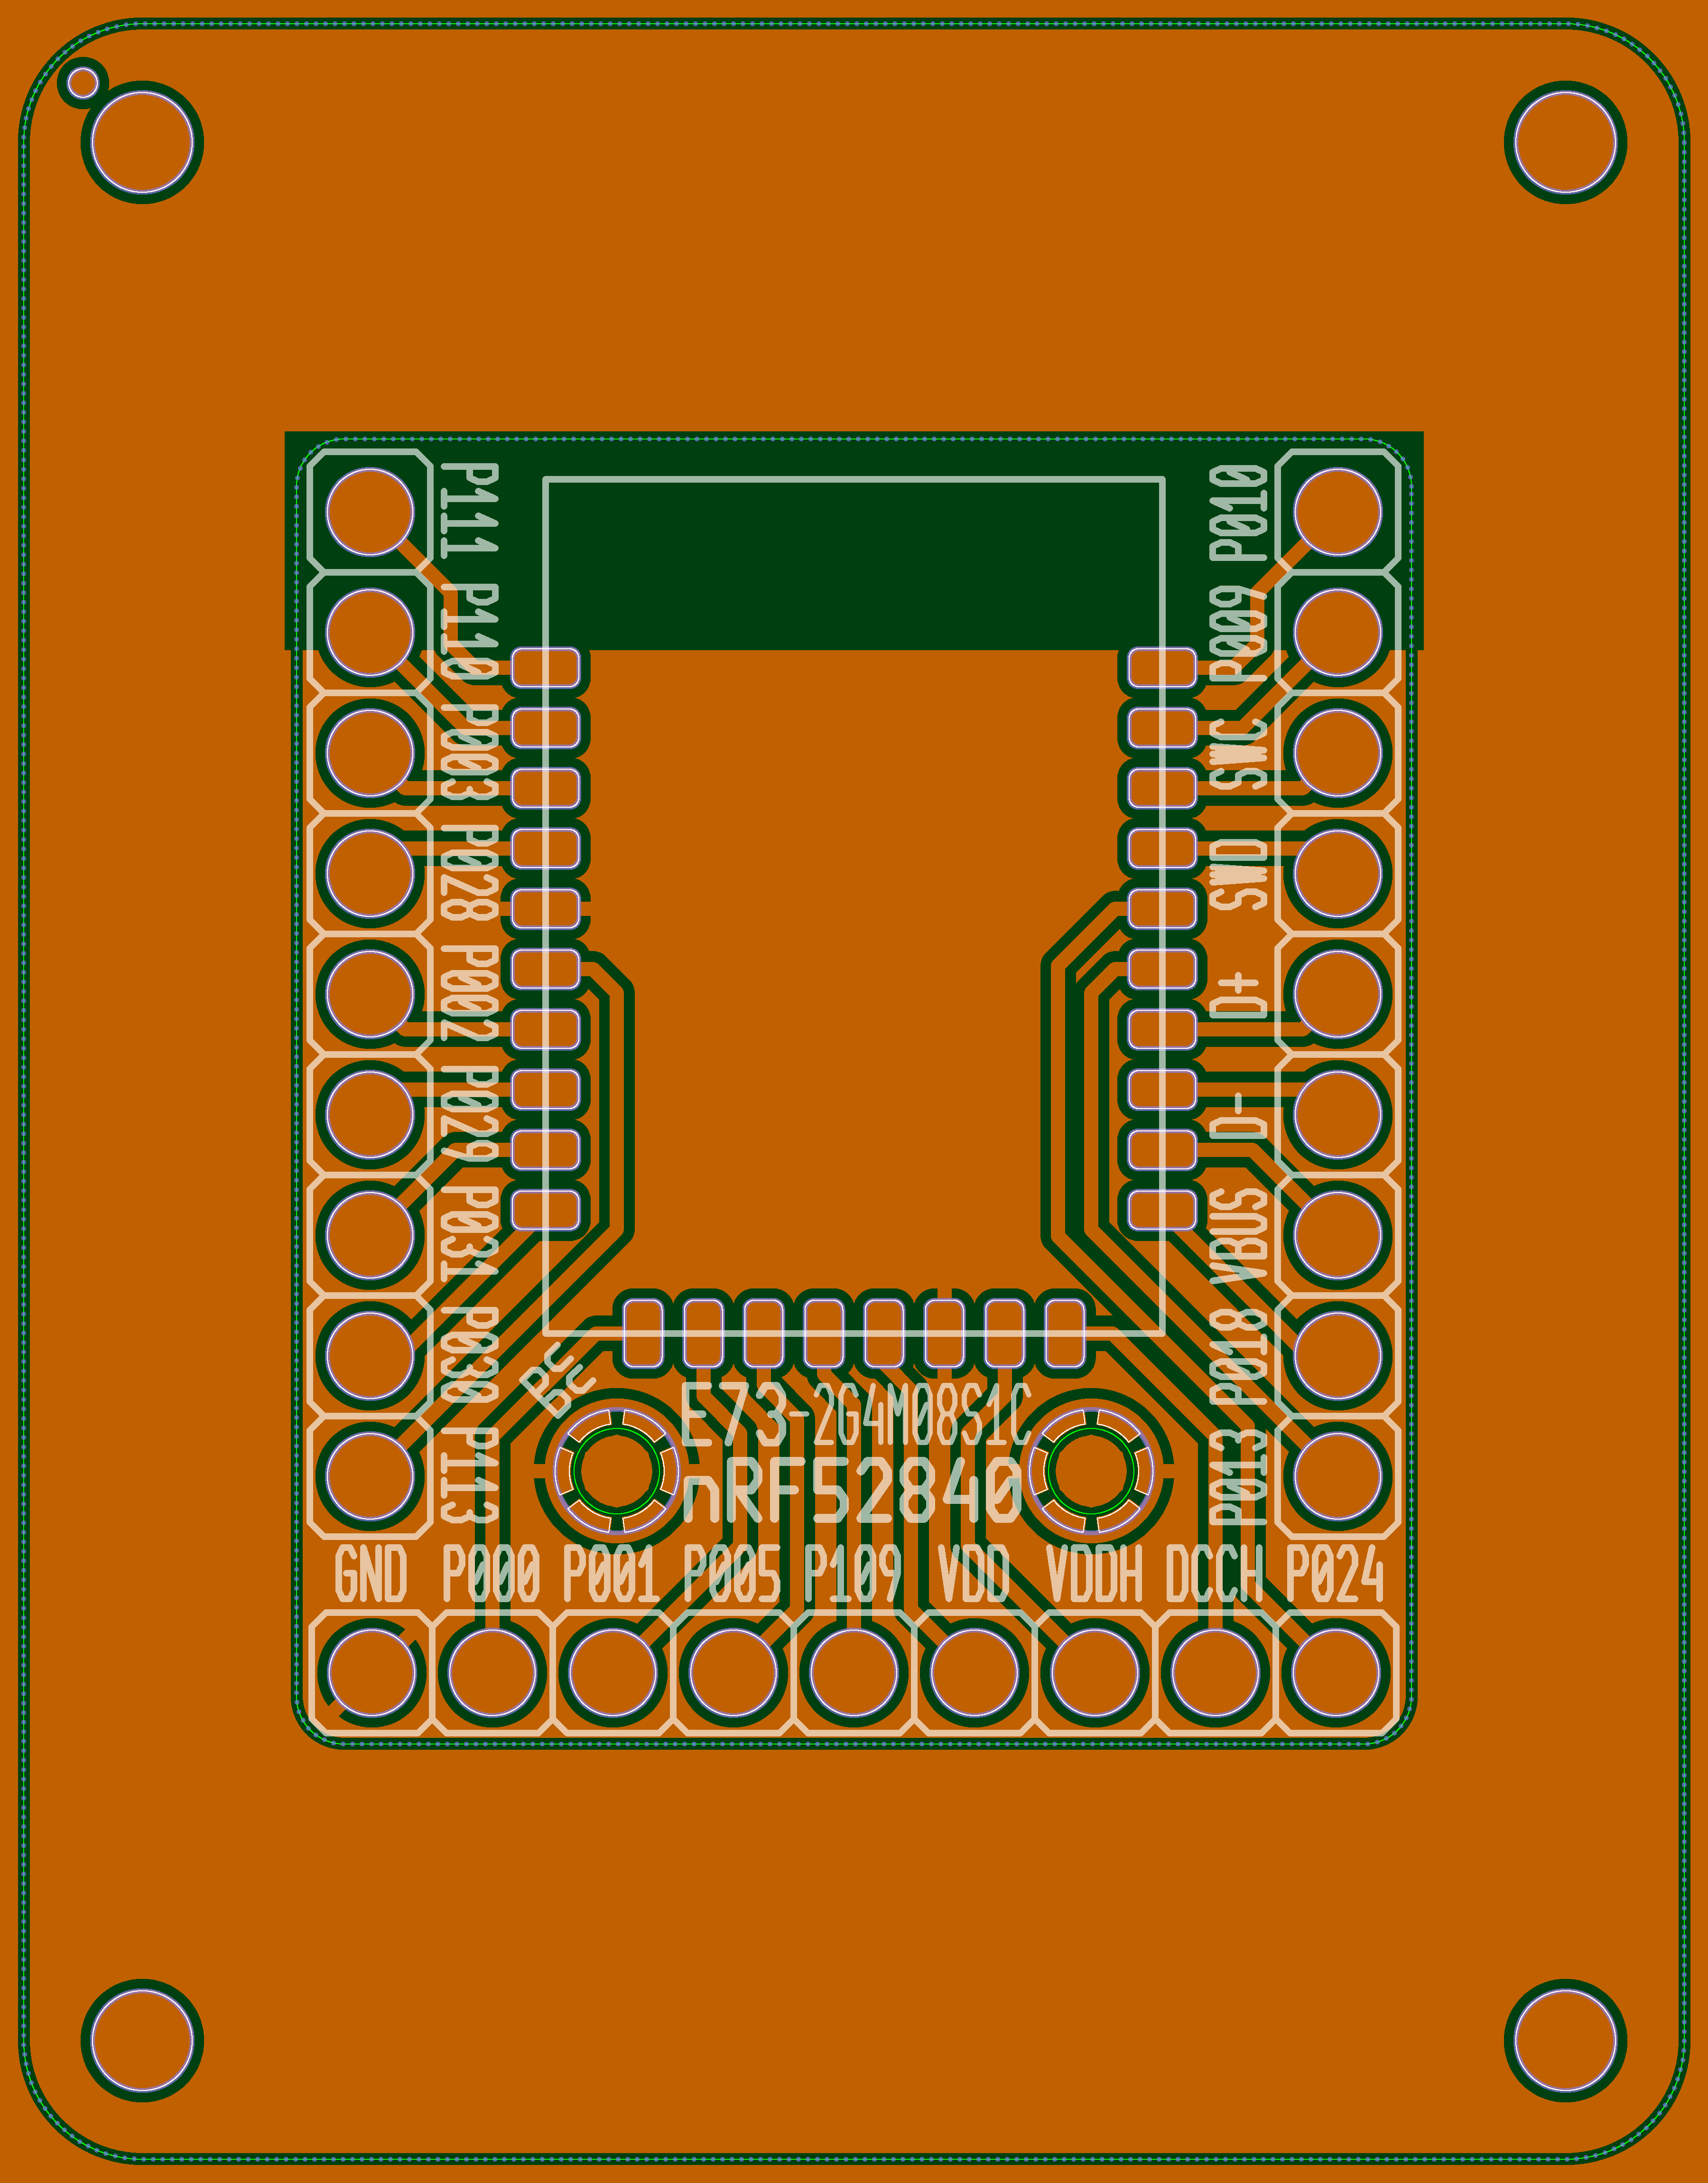 P111
P110
P003
P028
P002
P029
P031
P030
P113
P010
P009
SWC
SWD
D+
D-
VBUS
P018
P013
BC
E73-2G4M08S1C
nRF52840
GND P000 P001 P005 P109 VDD VDDH DCCH P024